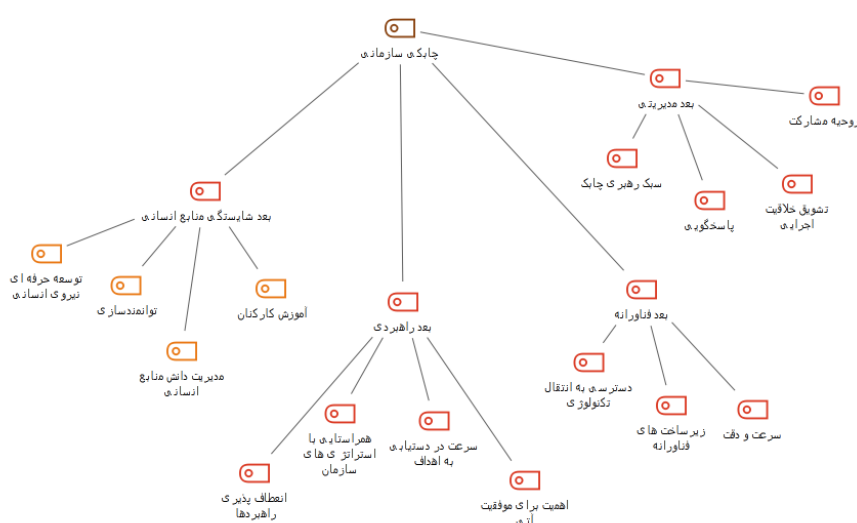 چابکی سازمانی
بعد مدیریتی
روحیه مشارکت
سبک رهبری چابک
پاسخگویی
تشویق خلاقیت
اجرایی
بعد شایستگی منابع انسانی
توسعه حرفه ای
نیروی انسانی
توانمندسازی
آموزش کارکنان
مدیریت دانش منابع
انسانی
بعد راهبردی
بعد فناورانه
دسترسی به انتقال
تکنولوژی
زیرساخت های
فناورانه
سرعت و دقت
همراستایی با
استراتژی های
سازمان
سرعت در دستیابی
به اهداف
انعطاف پذیری
راهبردها
اهمیت برای موفقیت
آتی